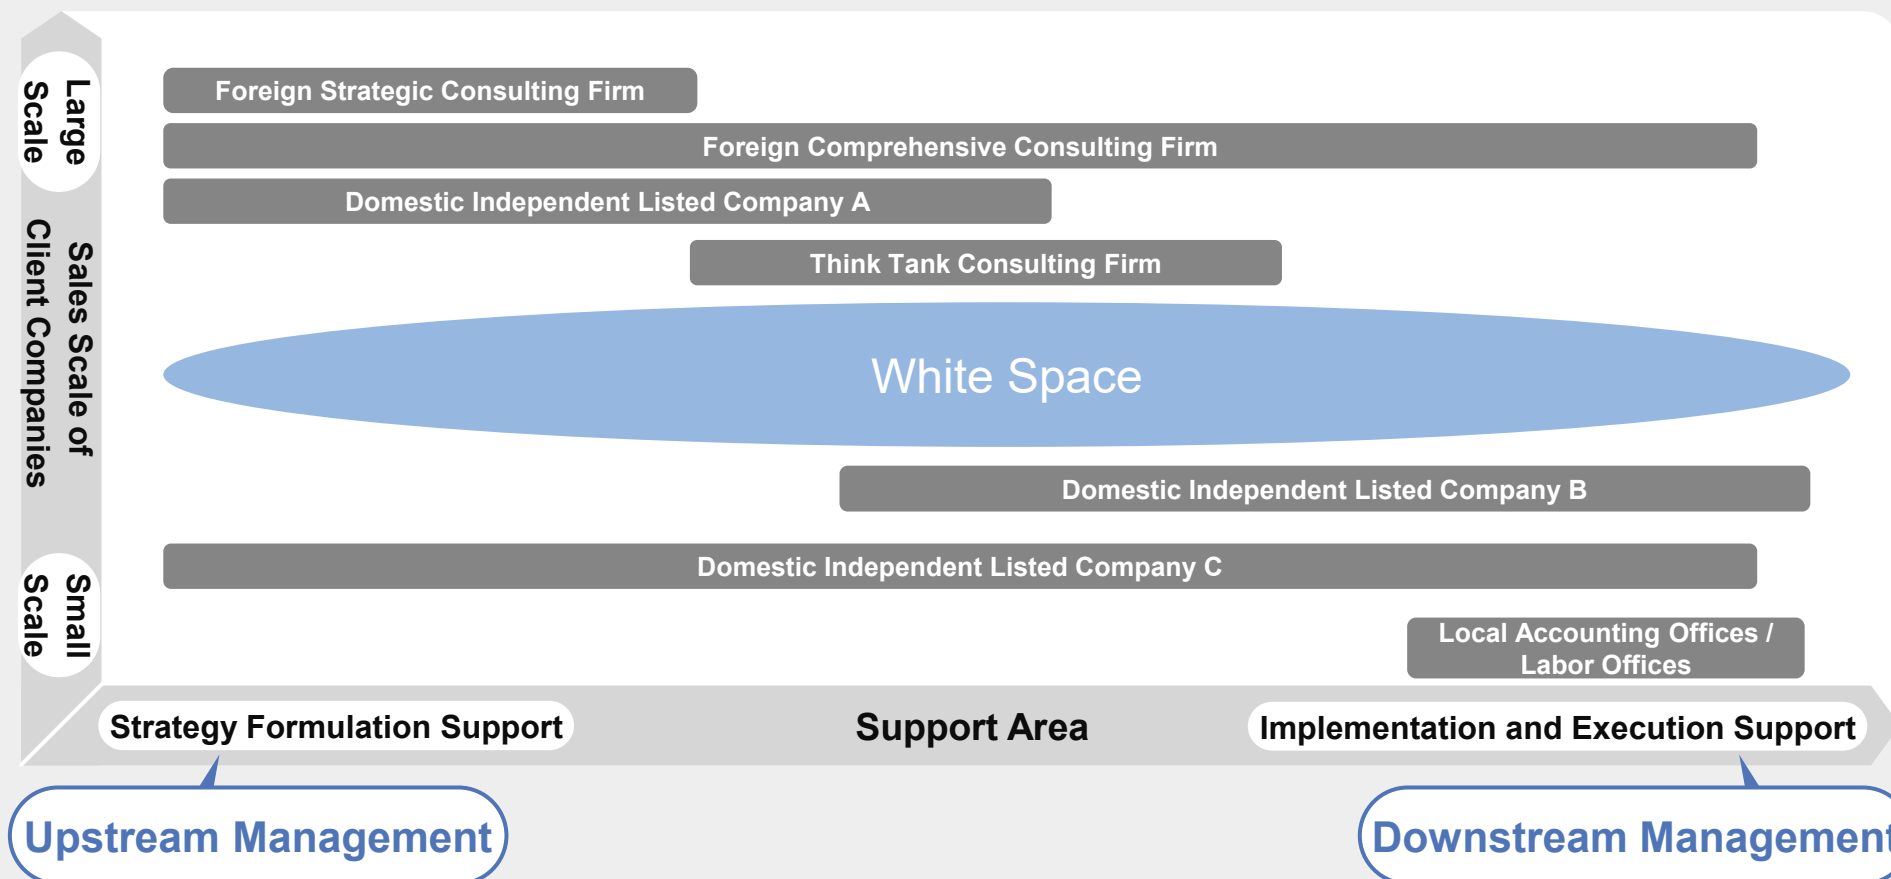 Large
Scale
Sales Scale of
Client Companies
Small
Scale
Foreign Strategic Consulting Firm
Foreign Comprehensive Consulting Firm
Domestic Independent Listed Company A
Think Tank Consulting Firm
White Space
Domestic Independent Listed Company B
Domestic Independent Listed Company C
Local Accounting Offices /
Labor Offices
Strategy Formulation Support
Support Area
Implementation and Execution Support
Upstream Management
Downstream Management